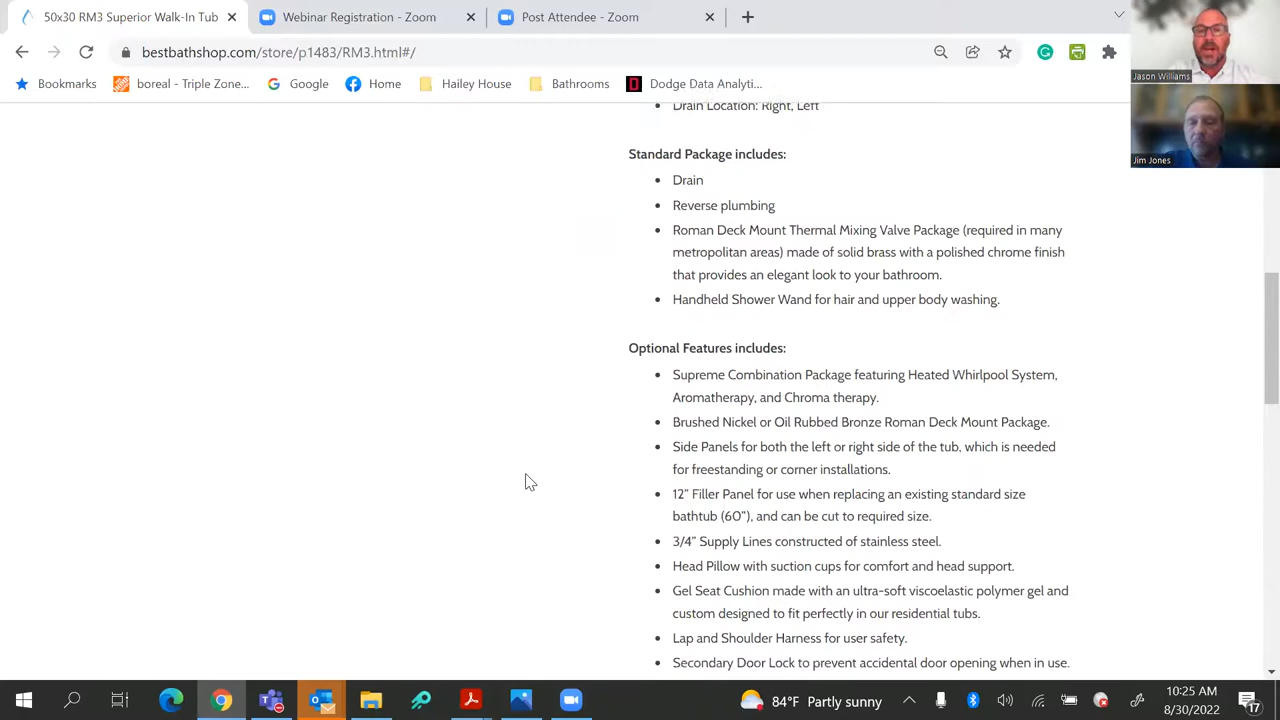 50x30 RM3 Superior Walk-In Tub
Webinar Registration - Zoom
Post Attendee - Zoom
bestbathshop.com/store/p1483/RM3.html#/
Bookmarks
boreal - Triple Zone...
Google
Home
Hailey House
Bathrooms
Dodge Data Analyti...
Jason Williams
Jim Jones
Drain Location: Right, Left
Standard Package includes:
Drain
Reverse plumbing
Roman Deck Mount Thermal Mixing Valve Package (required in many
metropolitan areas) made of solid brass with a polished chrome finish
that provides an elegant look to your bathroom.
Handheld Shower Wand for hair and upper body washing.
Optional Features includes:
Supreme Combination Package featuring Heated Whirlpool System,
Aromatherapy, and Chroma therapy.
Brushed Nickel or Oil Rubbed Bronze Roman Deck Mount Package.
Side Panels for both the left or right side of the tub, which is needed
for freestanding or corner installations.
12" Filler Panel for use when replacing an existing standard size
bathtub (60"), and can be cut to required size.
3/4" Supply Lines constructed of stainless steel.
Head Pillow with suction cups for comfort and head support.
Gel Seat Cushion made with an ultra-soft viscoelastic polymer gel and
custom designed to fit perfectly in our residential tubs.
Lap and Shoulder Harness for user safety.
Secondary Door Lock to prevent accidental door opening when in use.
84°F Partly sunny
10:25 AM
8/30/2022
17